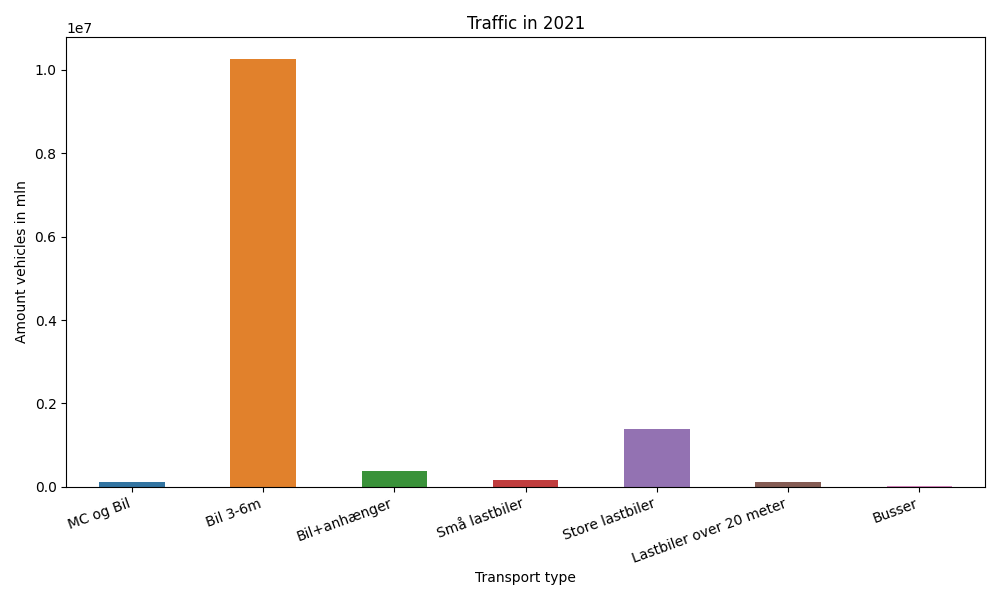 Traffic in 2021
1e7
1.0
0.8
0.6
0.4
0.2
0.0
Amount vehicles in mln
MC og Bil
Bil 3-6m
Bil+anhænger
Små lastbiler
Store lastbiler
Lastbiler over 20 meter
Busser
Transport type